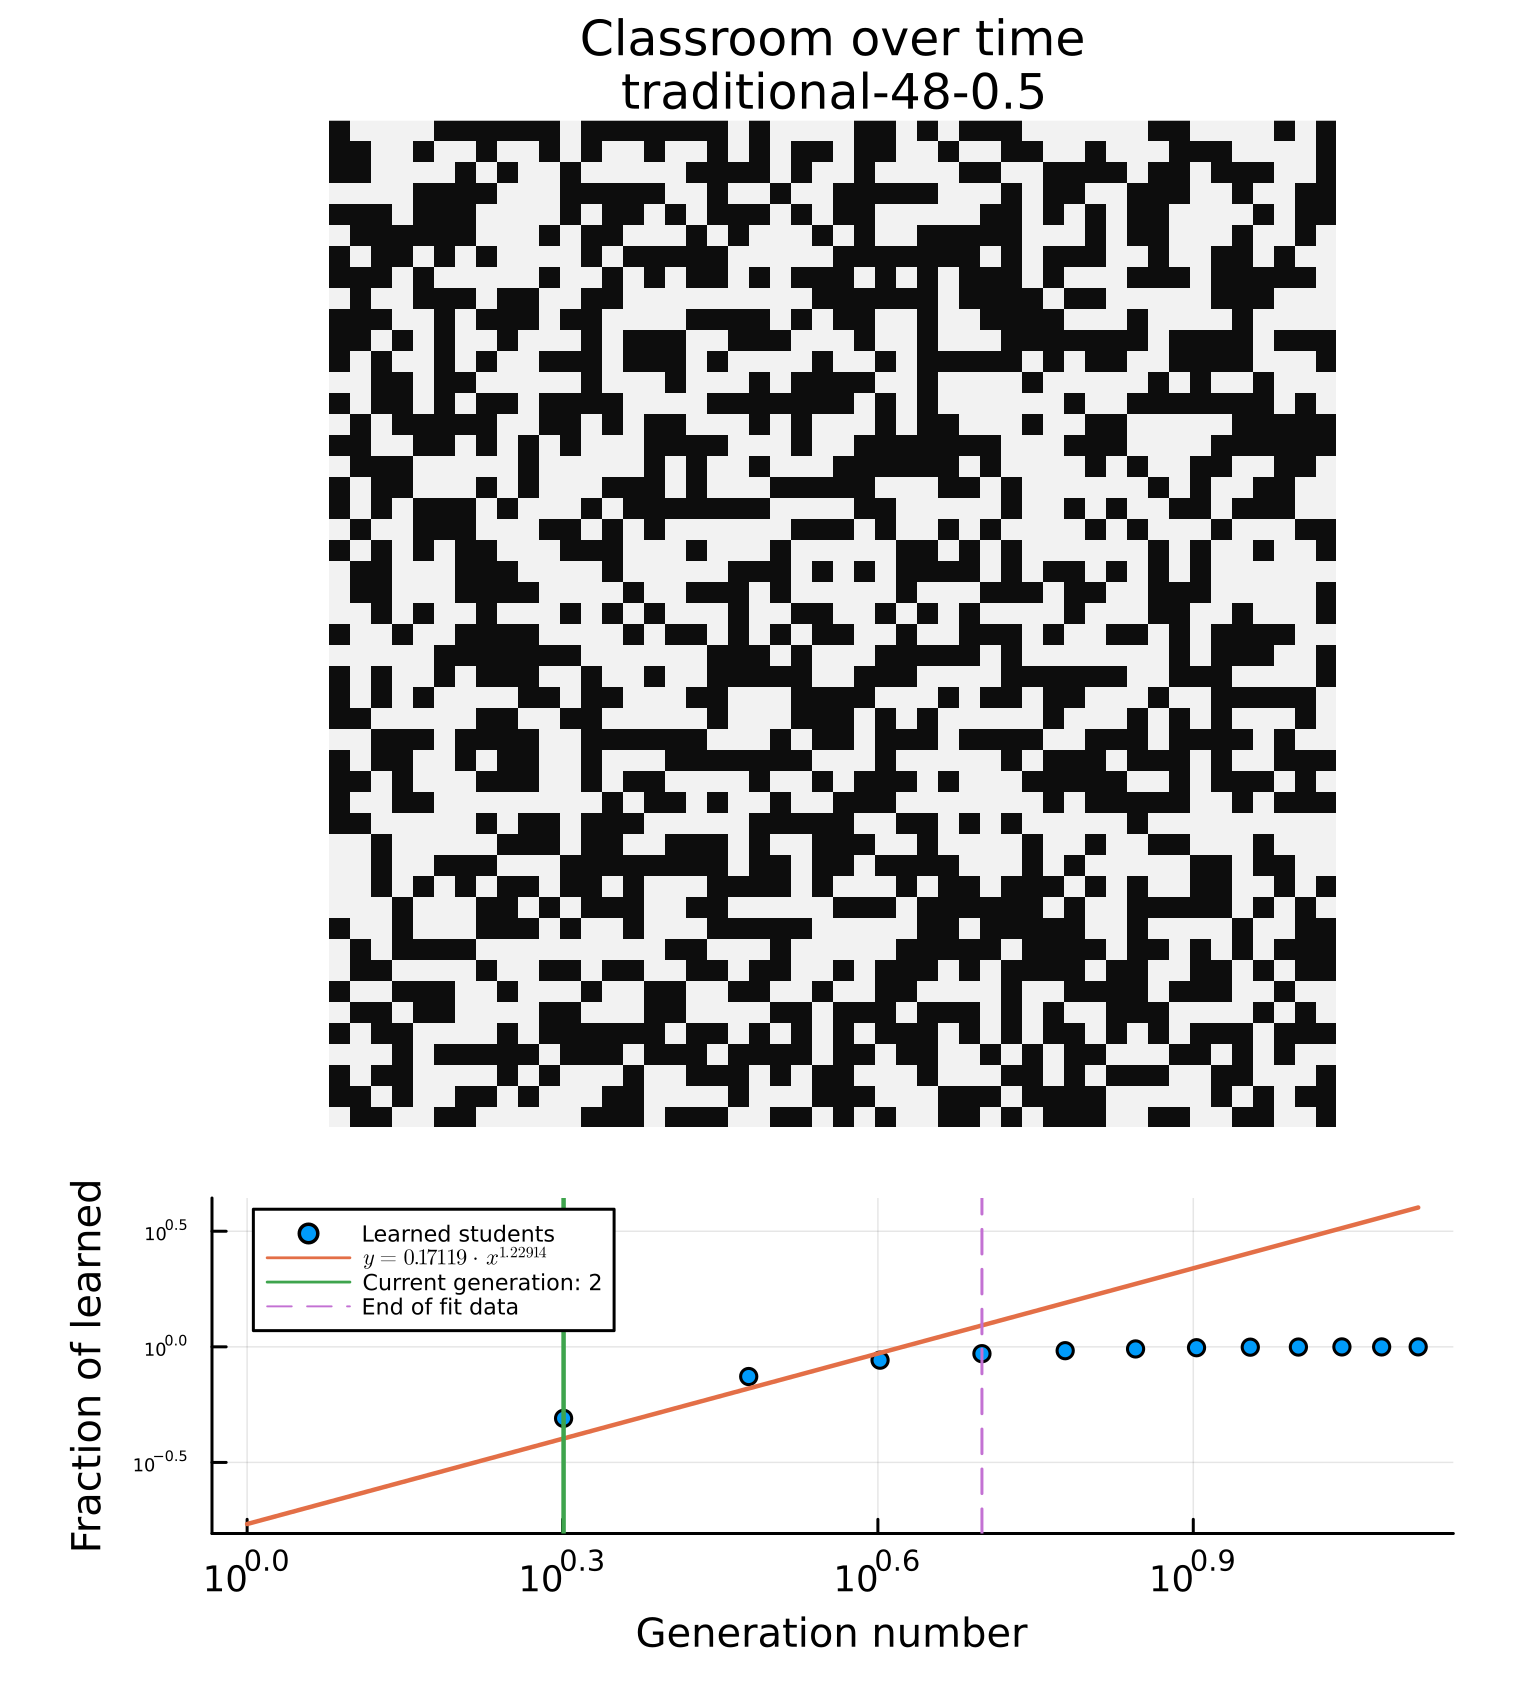 Classroom over time
traditional-48-0.5
Fraction of learned
10^0.5
10^0.0
10^−0.5
Learned students
y = 0.17119 · x^1.22914
Current generation: 2
End of fit data
10^0.0 10^0.3 10^0.6 10^0.9
Generation number